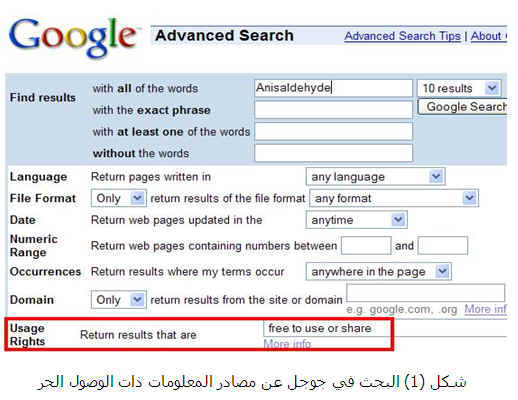 Google™ Advanced Search Advanced Search Tips | About
Find results with all of the words Anisaldehyde 10 results
with the exact phrase Google Search
with at least one of the words
without the words
Language Return pages written in any language
File Format Only return results of the file format any format
Date Return web pages updated in the anytime
Numeric Range Return web pages containing numbers between and
Occurrences Return results where my terms occur anywhere in the page
Domain Only return results from the site or domain
e.g. google.com, .org More info
Usage Rights Return results that are free to use or share
More info
شكل (1) البحث في جوجل عن مصادر المعلومات ذات الوصول الحر